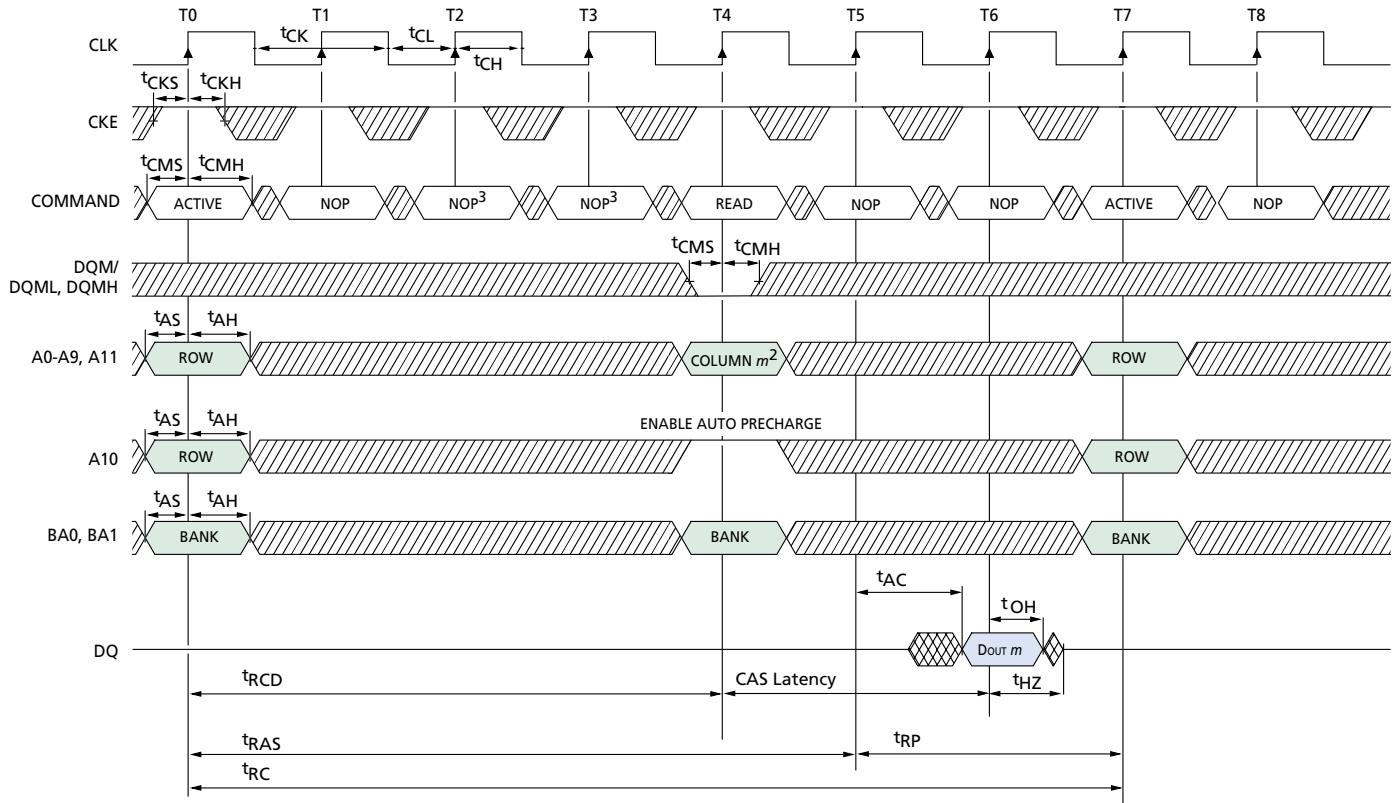 T0 T1 T2 T3 T4 T5 T6 T7 T8
CLK
tCK tCL tCH
tCKS tCKH
CKE
tCMS tCMH
COMMAND ACTIVE NOP NOP3 NOP3 READ NOP NOP ACTIVE NOP
tCMS tCMH
DQM/
DQML, DQMH
tAS tAH
A0-A9, A11 ROW COLUMN m2 ROW
tAS tAH
ENABLE AUTO PRECHARGE
A10 ROW ROW
tAS tAH
BA0, BA1 BANK BANK BANK
tAC
tOH
DQ DOUT m
tRCD CAS Latency tHZ
tRAS tRP
tRC